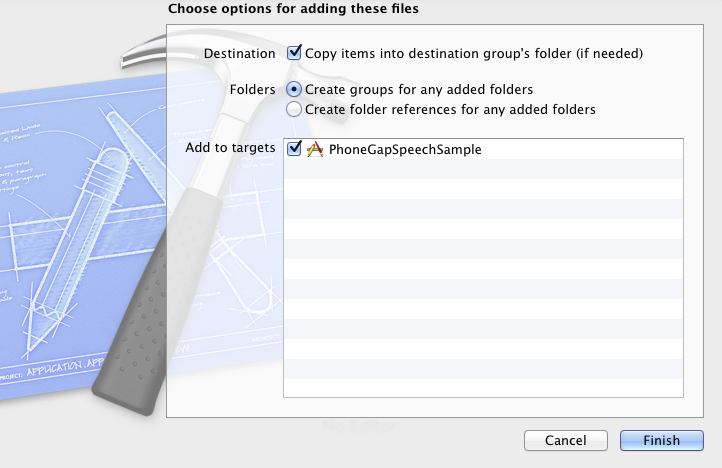 Choose options for adding these files
Destination
Copy items into destination group's folder (if needed)
Folders
Create groups for any added folders
Create folder references for any added folders
Add to targets
PhoneGapSpeechSample
PROJECT: APPLICATION.APP
No Editor
Cancel
Finish